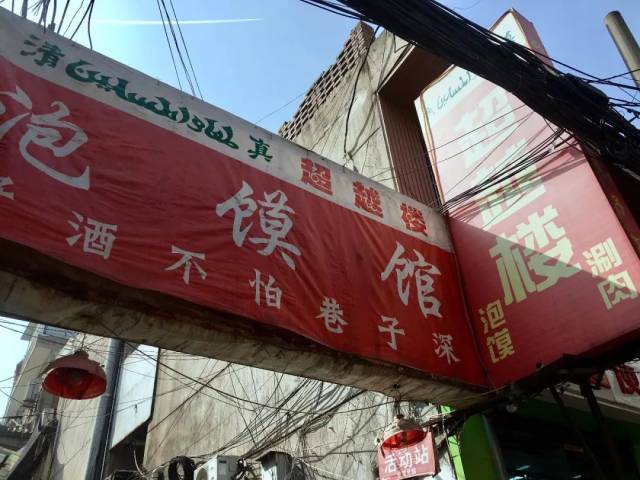 清 真 超越楼
泡馍馆
酒不怕巷子深
超越楼
泡馍
涮肉
活动站